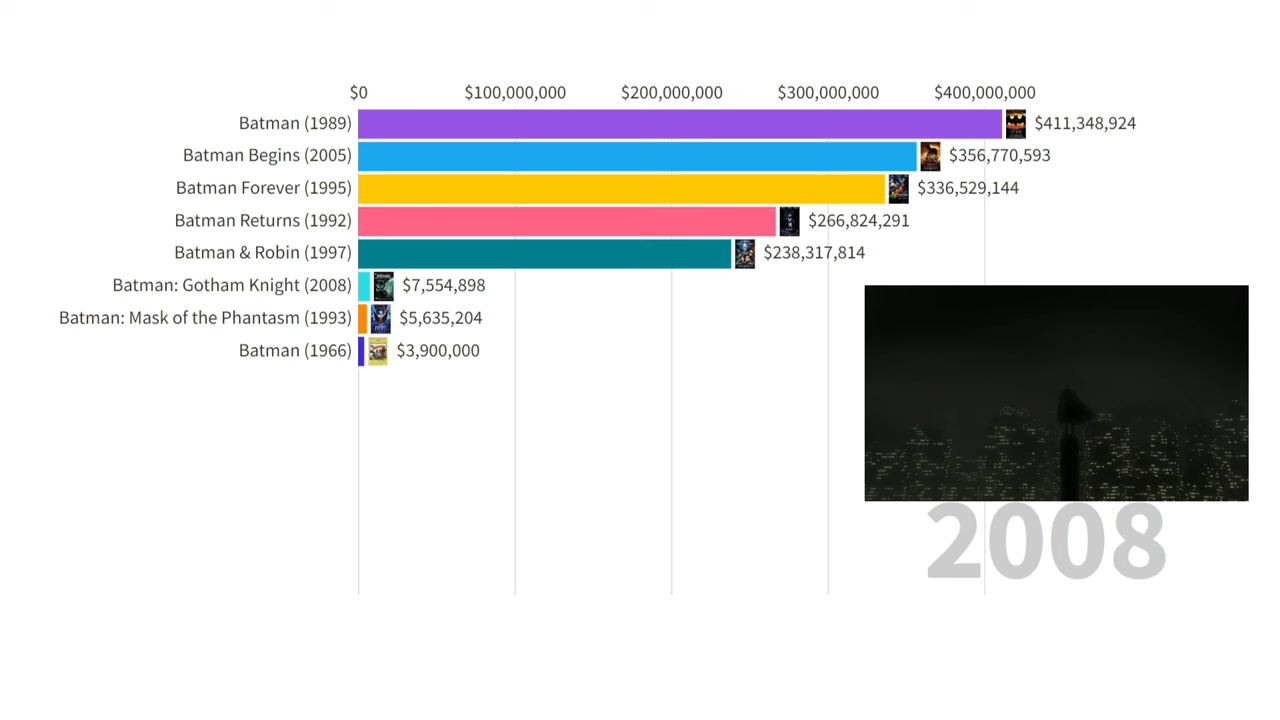 $0 $100,000,000 $200,000,000 $300,000,000 $400,000,000
Batman (1989) $411,348,924
Batman Begins (2005) $356,770,593
Batman Forever (1995) $336,529,144
Batman Returns (1992) $266,824,291
Batman & Robin (1997) $238,317,814
Batman: Gotham Knight (2008) $7,554,898
Batman: Mask of the Phantasm (1993) $5,635,204
Batman (1966) $3,900,000
2008